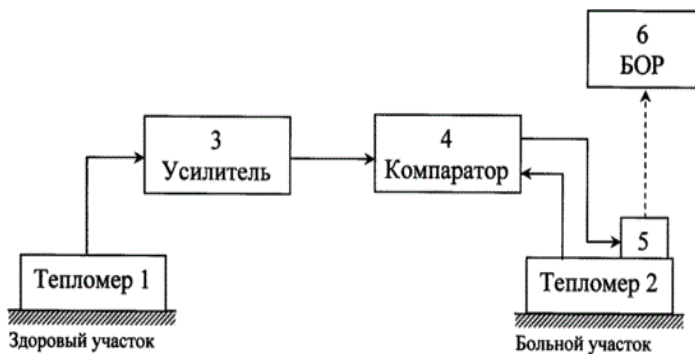 6
БОР
3
Усилитель
4
Компаратор
5
Тепломер 1
Тепломер 2
Здоровый участок
Больной участок